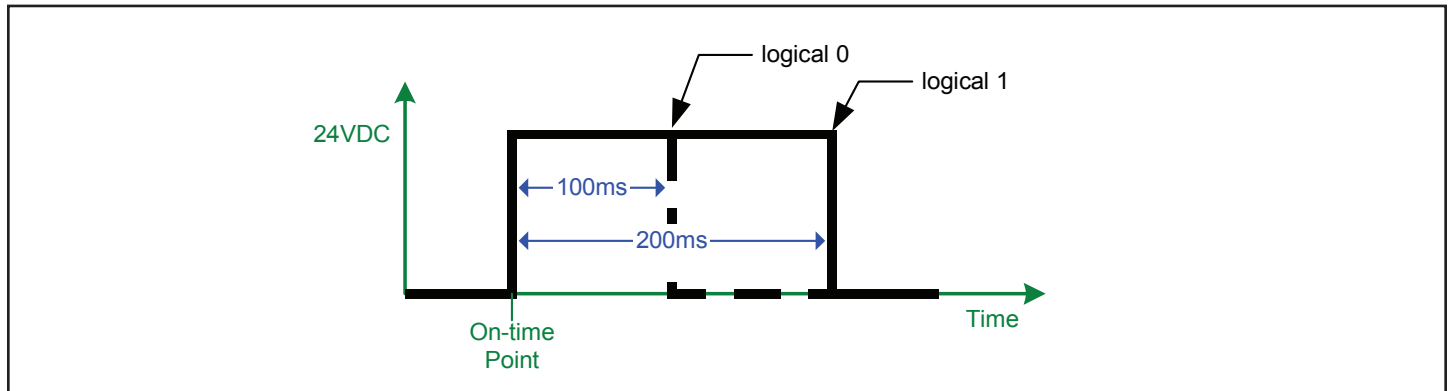 logical 0
logical 1
24VDC
100ms
200ms
On-time
Point
Time